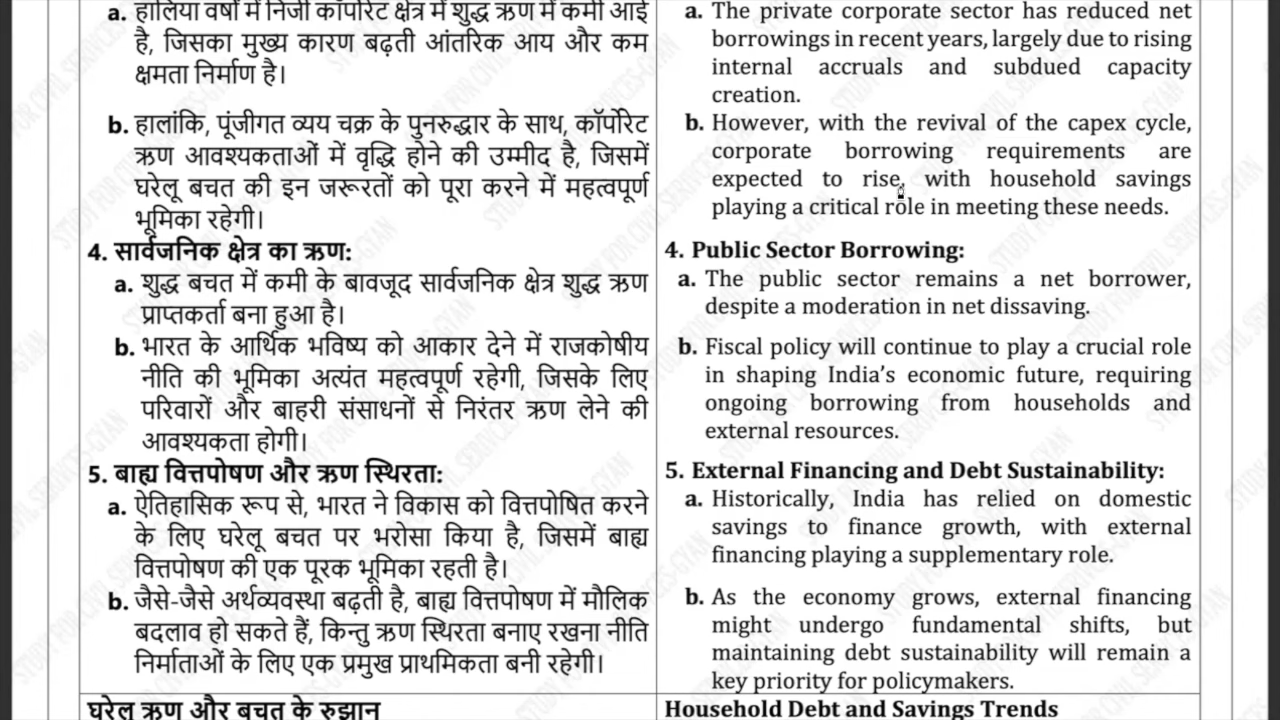 a. हालिया वर्षों में निजी कॉर्पोरेट क्षेत्र में शुद्ध ऋण में कमी आई
है, जिसका मुख्य कारण बढ़ती आंतरिक आय और कम
क्षमता निर्माण है।
b. हालांकि, पूंजीगत व्यय चक्र के पुनरुद्धार के साथ, कॉर्पोरेट
ऋण आवश्यकताओं में वृद्धि होने की उम्मीद है, जिसमें
घरेलू बचत की इन जरूरतों को पूरा करने में महत्वपूर्ण
भूमिका रहेगी।
4. सार्वजनिक क्षेत्र का ऋण:
a. शुद्ध बचत में कमी के बावजूद सार्वजनिक क्षेत्र शुद्ध ऋण
प्राप्तकर्ता बना हुआ है।
b. भारत के आर्थिक भविष्य को आकार देने में राजकोषीय
नीति की भूमिका अत्यंत महत्वपूर्ण रहेगी, जिसके लिए
परिवारों और बाहरी संसाधनों से निरंतर ऋण लेने की
आवश्यकता होगी।
5. बाह्य वित्तपोषण और ऋण स्थिरता:
a. ऐतिहासिक रूप से, भारत ने विकास को वित्तपोषित करने
के लिए घरेलू बचत पर भरोसा किया है, जिसमें बाह्य
वित्तपोषण की एक पूरक भूमिका रहती है।
b. जैसे-जैसे अर्थव्यवस्था बढ़ती है, बाह्य वित्तपोषण में मौलिक
बदलाव हो सकते हैं, किन्तु ऋण स्थिरता बनाए रखना नीति
निर्माताओं के लिए एक प्रमुख प्राथमिकता बनी रहेगी।
घरेलू ऋण और बचत के रुझान
a. The private corporate sector has reduced net
borrowings in recent years, largely due to rising
internal accruals and subdued capacity
creation.
b. However, with the revival of the capex cycle,
corporate borrowing requirements are
expected to rise, with household savings
playing a critical role in meeting these needs.
4. Public Sector Borrowing:
a. The public sector remains a net borrower,
despite a moderation in net dissaving.
b. Fiscal policy will continue to play a crucial role
in shaping India’s economic future, requiring
ongoing borrowing from households and
external resources.
5. External Financing and Debt Sustainability:
a. Historically, India has relied on domestic
savings to finance growth, with external
financing playing a supplementary role.
b. As the economy grows, external financing
might undergo fundamental shifts, but
maintaining debt sustainability will remain a
key priority for policymakers.
Household Debt and Savings Trends